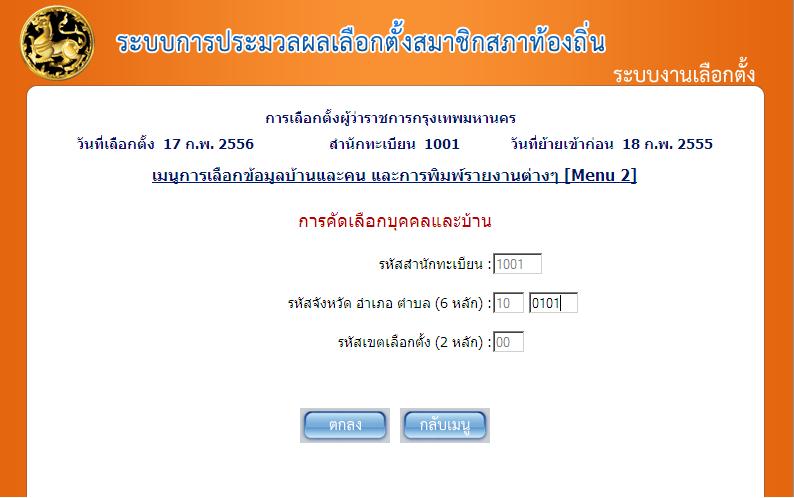 ระบบการประมวลผลเลือกตั้งสมาชิกสภาท้องถิ่น
ระบบงานเลือกตั้ง
การเลือกตั้งผู้ว่าราชการกรุงเทพมหานคร
วันที่เลือกตั้ง 17 ก.พ. 2556 สำนักทะเบียน 1001 วันที่ย้ายเข้าก่อน 18 ก.พ. 2555
เมนูการเลือกข้อมูลบ้านและคน และการพิมพ์รายงานต่างๆ [Menu 2]
การคัดเลือกบุคคลและบ้าน
รหัสสำนักทะเบียน : 1001
รหัสจังหวัด อำเภอ ตำบล (6 หลัก) : 10 0101
รหัสเขตเลือกตั้ง (2 หลัก) : 00
ตกลง กลับเมนู